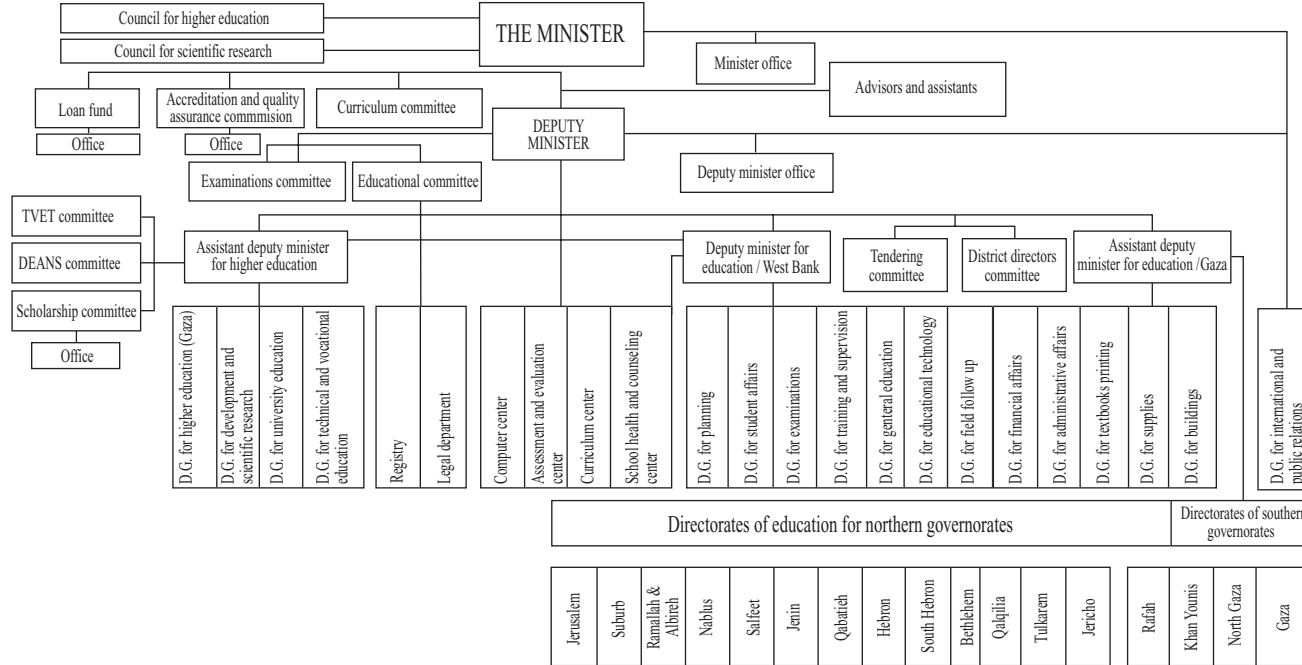 Council for higher education
THE MINISTER
Council for scientific research
Minister office
Advisors and assistants
Loan fund
Accreditation and quality
assurance commmision
Curriculum committee
DEPUTY
MINISTER
Office
Office
Examinations committee
Educational committee
Deputy minister office
TVET committee
DEANS committee
Scholarship committee
Office
Assistant deputy minister
for higher education
Deputy minister for
education / West Bank
Tendering
committee
District directors
committee
Assistant deputy
minister for education /Gaza
D.G. for higher education (Gaza)
D.G. for development and
scientific research
D.G. for university education
D.G. for technical and vocational
education
Registry
Legal department
Computer center
Assessment and evaluation
center
Curriculum center
School health and counseling
center
D.G. for planning
D.G. for student affairs
D.G. for examinations
D.G. for training and supervision
D.G. for genteral education
D.G. for educational technology
D.G. for field follow up
D.G. for financial affairs
D.G. for administrative affairs
D.G. for textbooks printing
D.G. for supplies
D.G. for buildings
D.G. for international and
public relations
Directorates of education for northern governorates
Directorates of southern
governorates
Jerusalem
Suburb
Ramallah &
Albireh
Nablus
Salfeet
Jenin
Qabatieh
Hebron
South Hebron
Bethlehem
Qalqilia
Tulkarem
Jericho
Rafah
Khan Younis
North Gaza
Gaza